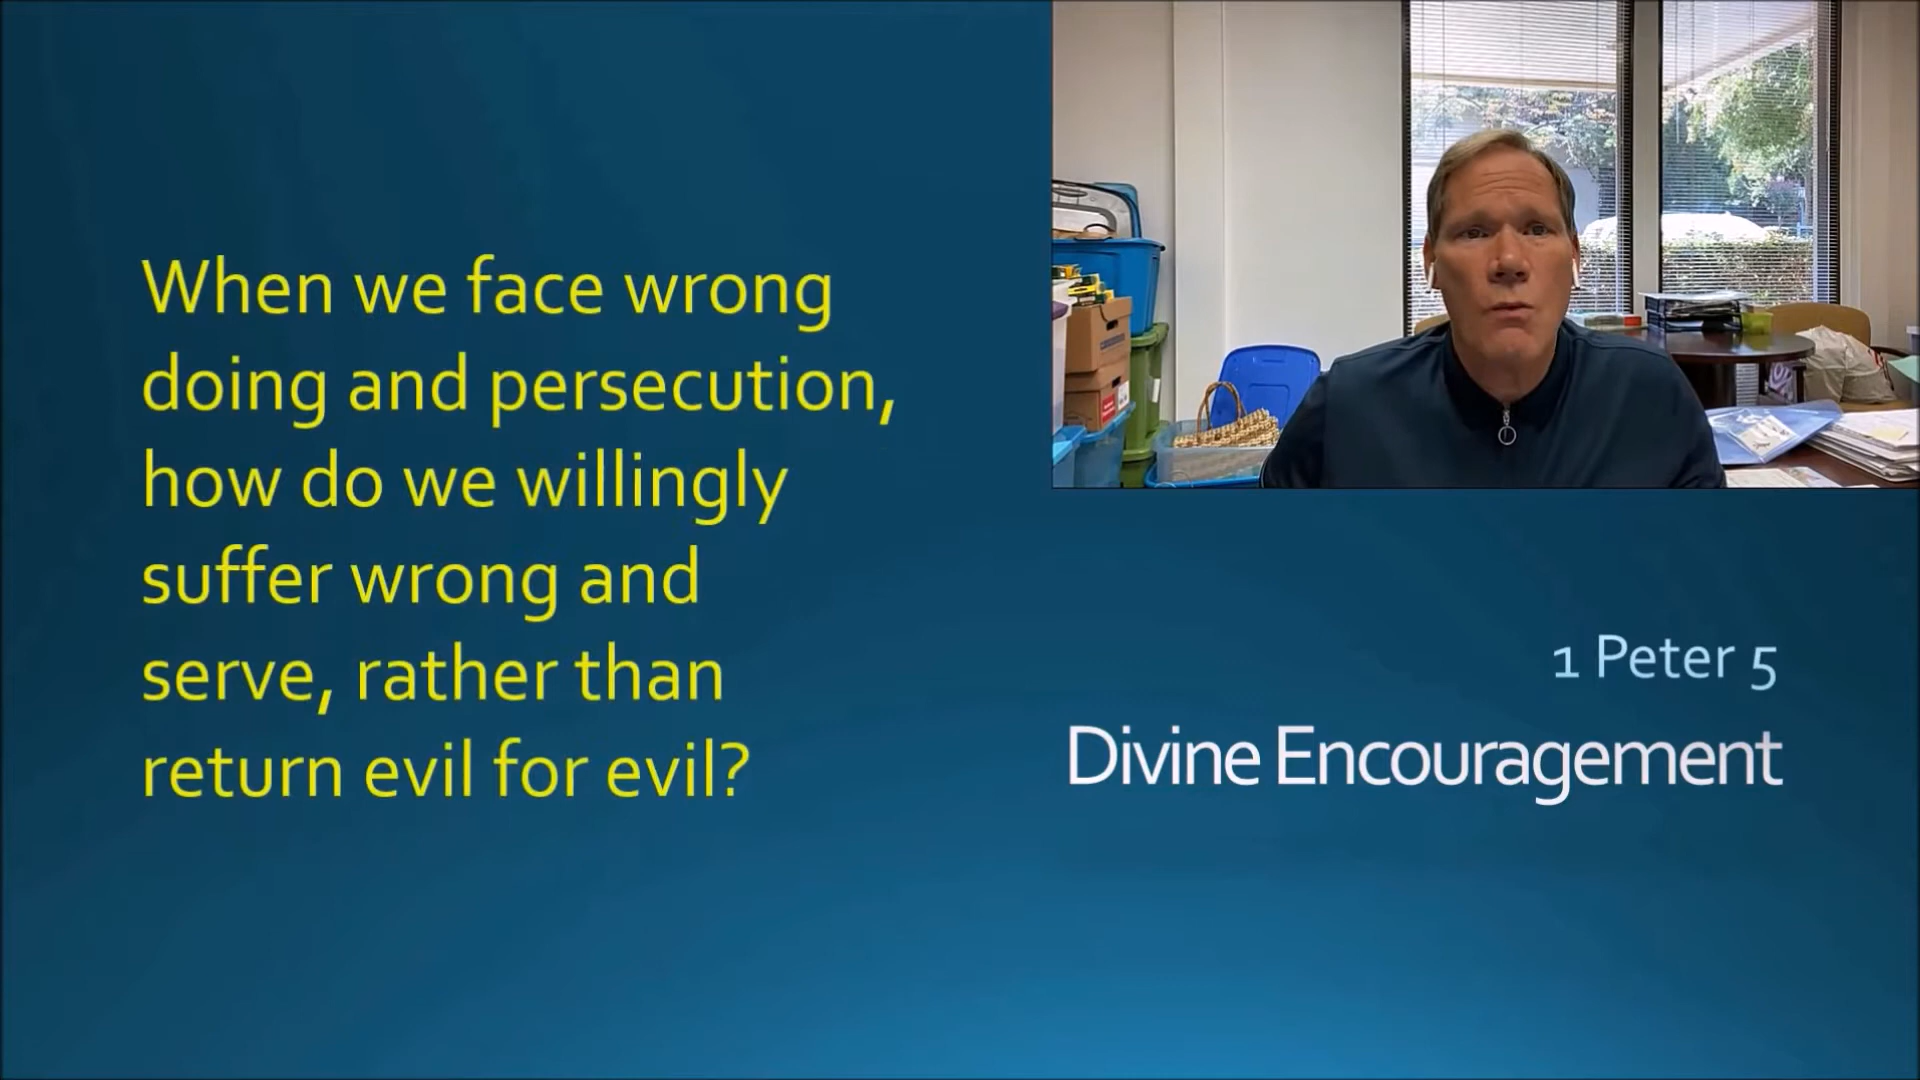 When we face wrong
doing and persecution,
how do we willingly
suffer wrong and
serve, rather than
return evil for evil?
1 Peter 5
Divine Encouragement